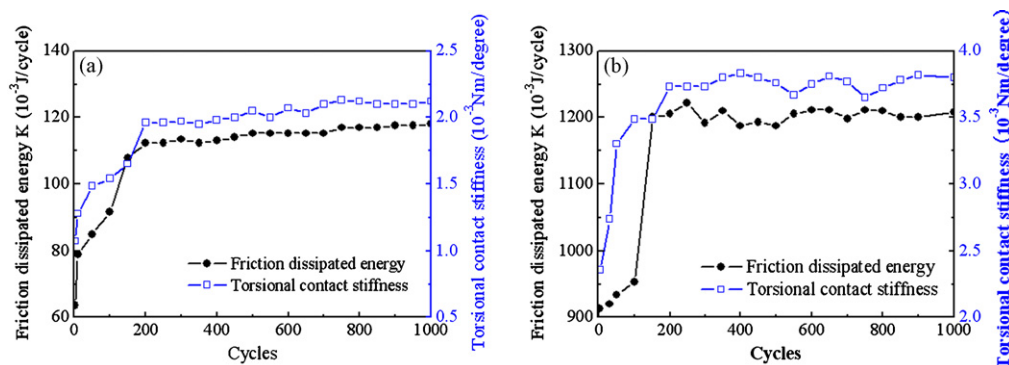 (a)
Friction dissipated energy K (10⁻³J/cycle)
140
120
100
80
60
Torsional contact stiffness (10⁻³Nm/degree)
2.5
2.0
1.5
1.0
0.5
Friction dissipated energy
Torsional contact stiffness
0 200 400 600 800 1000
Cycles
(b)
Friction dissipated energy K (10⁻³J/cycle)
1300
1200
1100
1000
900
Torsional contact stiffness (10⁻³Nm/degree)
4.0
3.5
3.0
2.5
2.0
Friction dissipated energy
Torsional contact stiffness
0 200 400 600 800 1000
Cycles